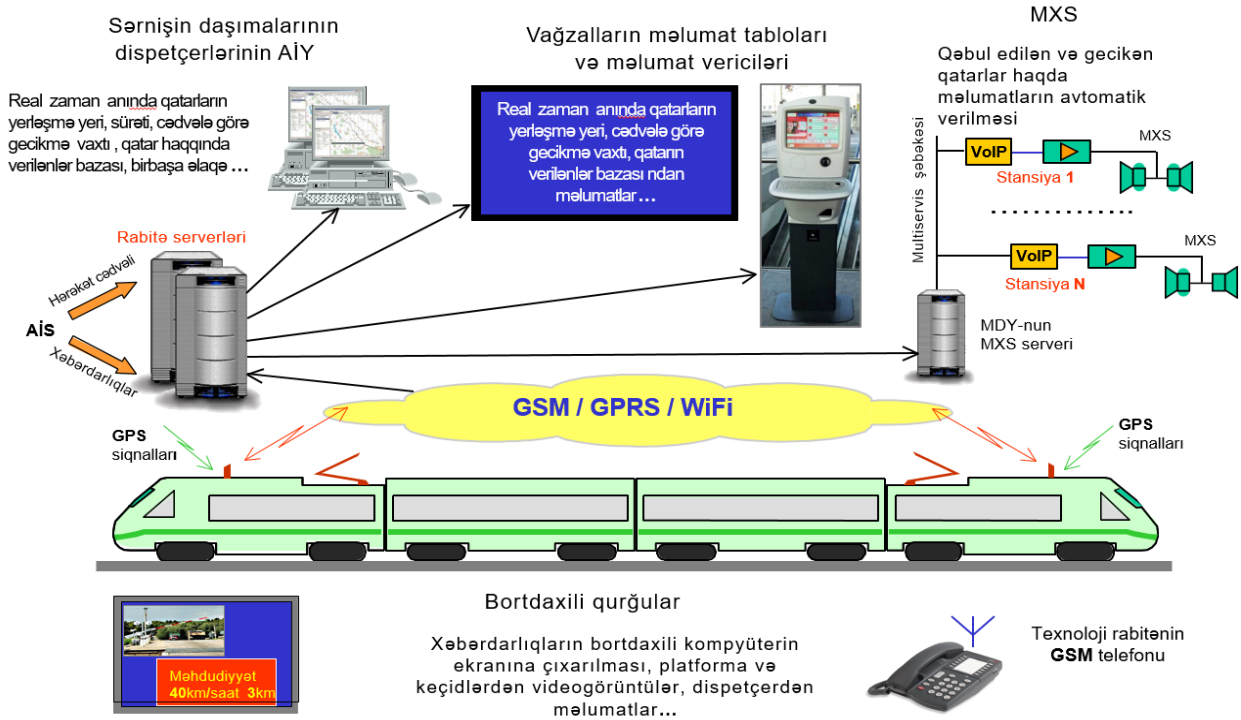 Sərnişin daşımalarının
dispetçerlərinin AİY
Real zaman anında qatarların
yerləşmə yeri, sürəti, cədvələ görə
gecikmə vaxtı , qatar haqqında
verilənlər bazası, birbaşa əlaqə ...
Vağzalların məlumat tabloları
və məlumat vericiləri
Real zaman anında qatarların
yerləşmə yeri, cədvələ görə
gecikmə vaxtı, qatarın
verilənlər bazası ndan
məlumatlar ...
MXS
Qəbul edilən və gecikən
qatarlar haqda
məlumatların avtomatik
verilməsi
Multiservis şəbəkəsi
VoIP
MXS
Stansiya 1
VoIP
MXS
Stansiya N
MDY-nun
MXS serveri
Rabitə serverləri
Hərəkət cədvəli
AİS
Xəbərdarlıqlar
GSM / GPRS / WiFi
GPS
siqnalları
GPS
siqnalları
Məhdudiyyət
40km/saat 3km
Bortdaxili qurğular
Xəbərdarlıqların bortdaxili kompyüterin
ekranına çıxarılması, platforma və
keçidlərdən videogörüntülər, dispetçerdən
məlumatlar...
Texnoloji rabitənin
GSM telefonu